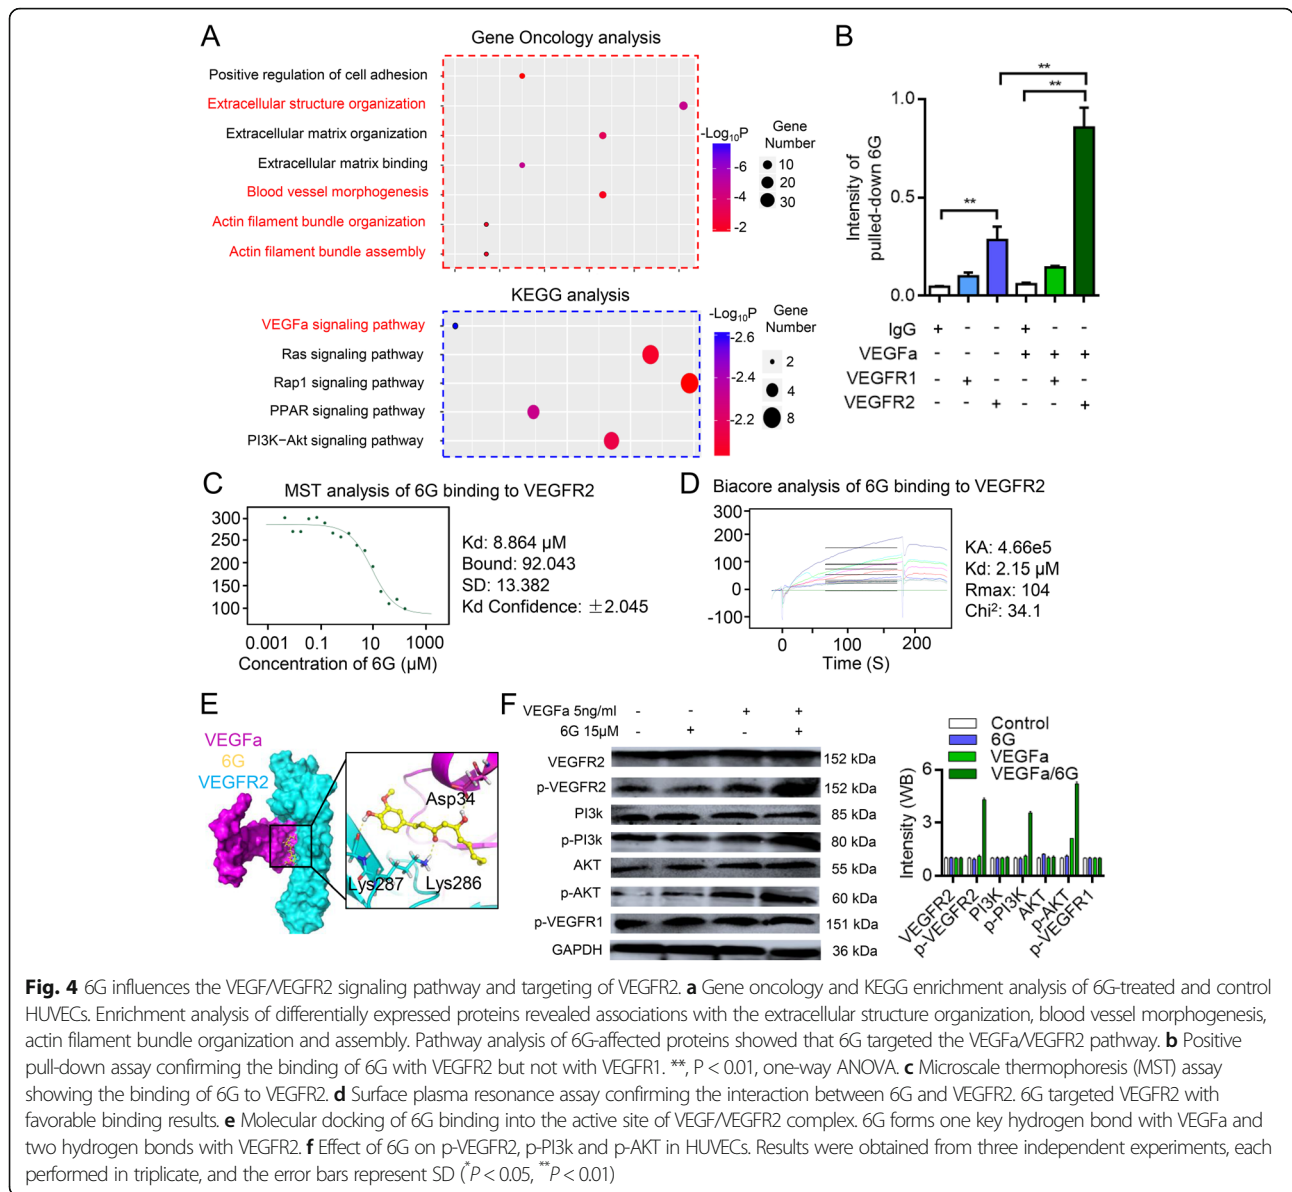 A
Gene Oncology analysis
Positive regulation of cell adhesion
Extracellular structure organization
Extracellular matrix organization
Extracellular matrix binding
Blood vessel morphogenesis
Actin filament bundle organization
Actin filament bundle assembly
-Log10P
-6
-4
-2
Gene
Number
10
20
30
KEGG analysis
VEGFa signaling pathway
Ras signaling pathway
Rap1 signaling pathway
PPAR signaling pathway
PI3K−Akt signaling pathway
-Log10P
-2.6
-2.4
-2.2
Gene
Number
2
4
8
B
Intensity of
pulled-down 6G
1.0
0.5
0.0
**
**
**
IgG + - - + - -
VEGFa - - - + + +
VEGFR1 - + - - + -
VEGFR2 - - + - - +
C
MST analysis of 6G binding to VEGFR2
300
250
200
150
100
0.001 0.1 10 1000
Concentration of 6G (μM)
Kd: 8.864 μM
Bound: 92.043
SD: 13.382
Kd Confidence: ±2.045
D
Biacore analysis of 6G binding to VEGFR2
300
200
100
0
-100
0 100 200
Time (S)
KA: 4.66e5
Kd: 2.15 μM
Rmax: 104
Chi²: 34.1
E
VEGFa
6G
VEGFR2
Asp34
Lys287
Lys286
F
VEGFa 5ng/ml - - + +
6G 15μM - + - +
VEGFR2 152 kDa
p-VEGFR2 152 kDa
PI3k 85 kDa
p-PI3k 80 kDa
AKT 55 kDa
p-AKT 60 kDa
p-VEGFR1 151 kDa
GAPDH 36 kDa
Control
6G
VEGFa
VEGFa/6G
Intensity (WB)
6
3
0
VEGFR2
p-VEGFR2
PI3K
p-PI3K
AKT
p-AKT
p-VEGFR1
Fig. 4 6G influences the VEGF/VEGFR2 signaling pathway and targeting of VEGFR2. a Gene oncology and KEGG enrichment analysis of 6G-treated and control
HUVECs. Enrichment analysis of differentially expressed proteins revealed associations with the extracellular structure organization, blood vessel morphogenesis,
actin filament bundle organization and assembly. Pathway analysis of 6G-affected proteins showed that 6G targeted the VEGFa/VEGFR2 pathway. b Positive
pull-down assay confirming the binding of 6G with VEGFR2 but not with VEGFR1. **, P < 0.01, one-way ANOVA. c Microscale thermophoresis (MST) assay
showing the binding of 6G to VEGFR2. d Surface plasma resonance assay confirming the interaction between 6G and VEGFR2. 6G targeted VEGFR2 with
favorable binding results. e Molecular docking of 6G binding into the active site of VEGF/VEGFR2 complex. 6G forms one key hydrogen bond with VEGFa and
two hydrogen bonds with VEGFR2. f Effect of 6G on p-VEGFR2, p-PI3k and p-AKT in HUVECs. Results were obtained from three independent experiments, each
performed in triplicate, and the error bars represent SD (*P < 0.05, **P < 0.01)